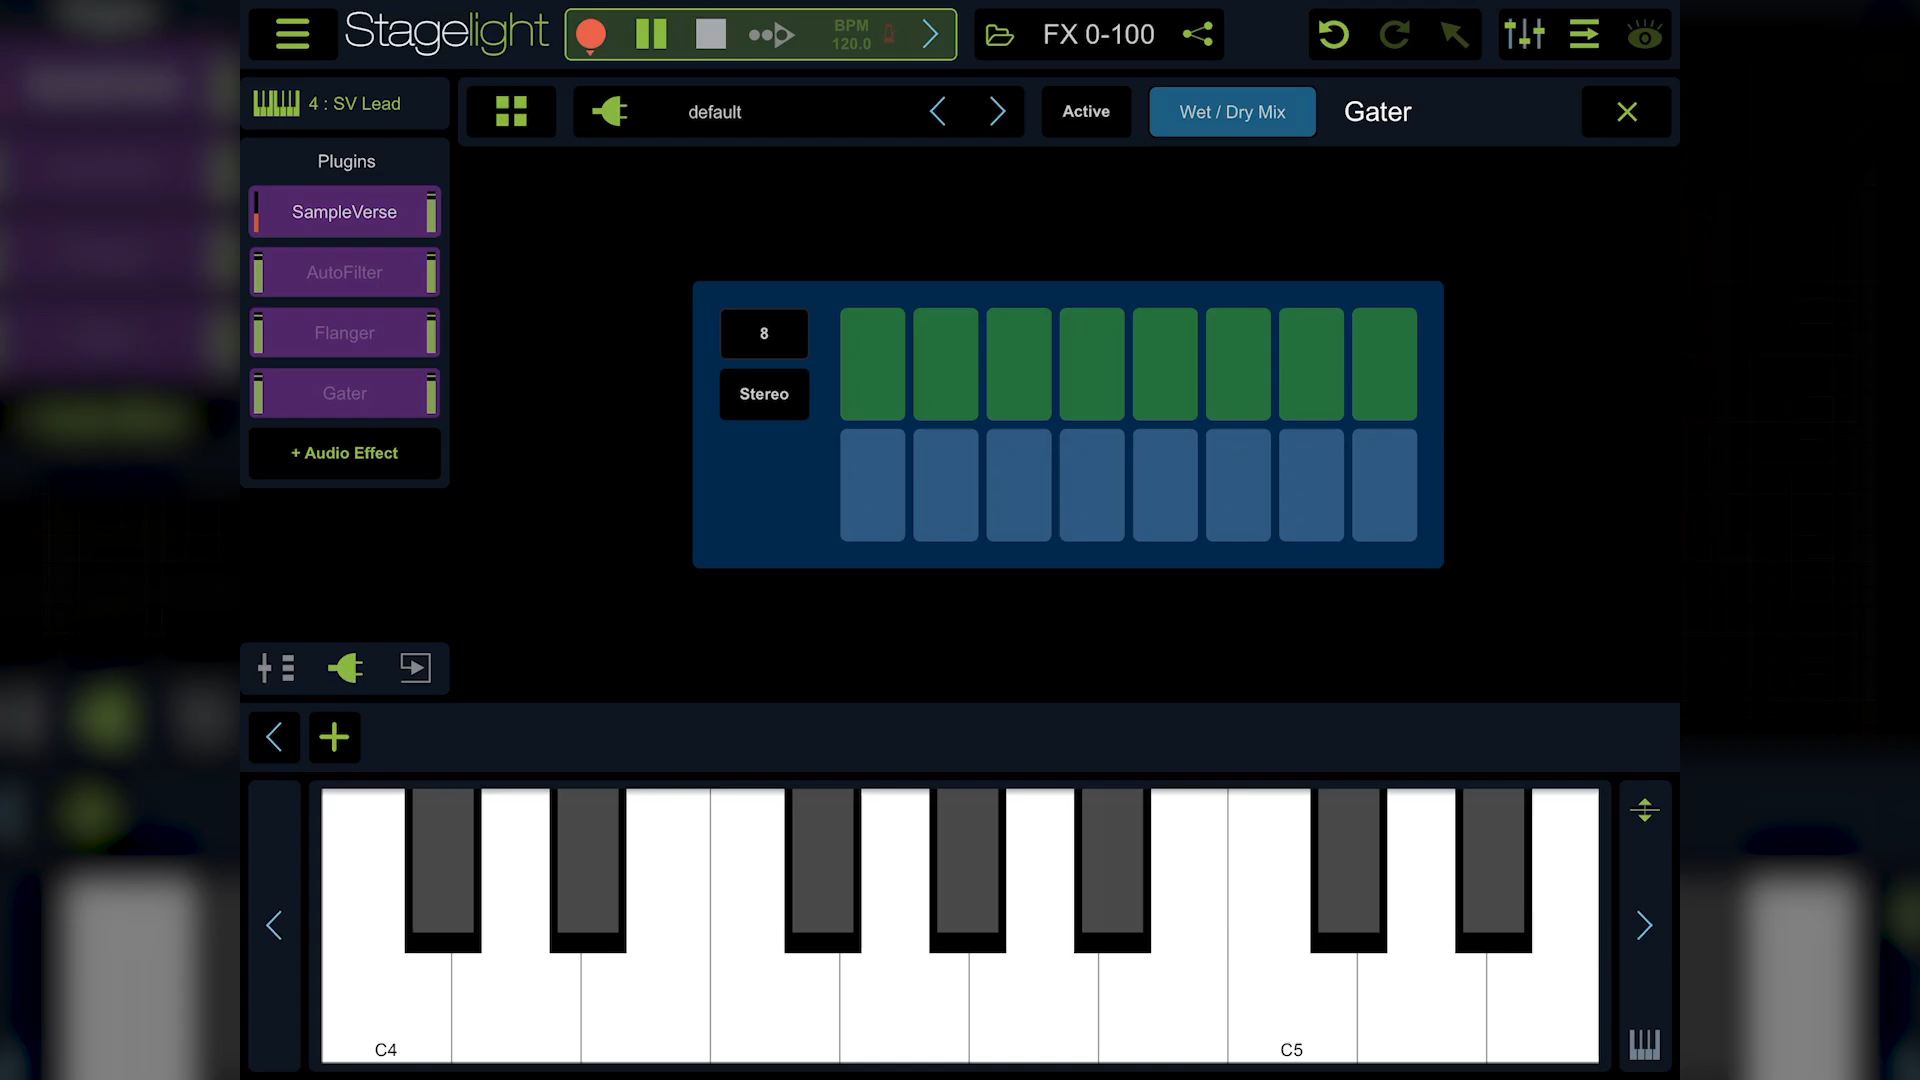 Stagelight
BPM
120.0
FX 0-100
4 : SV Lead
default
Active
Wet / Dry Mix
Gater
Plugins
SampleVerse
AutoFilter
Flanger
Gater
+ Audio Effect
8
Stereo
C4
C5